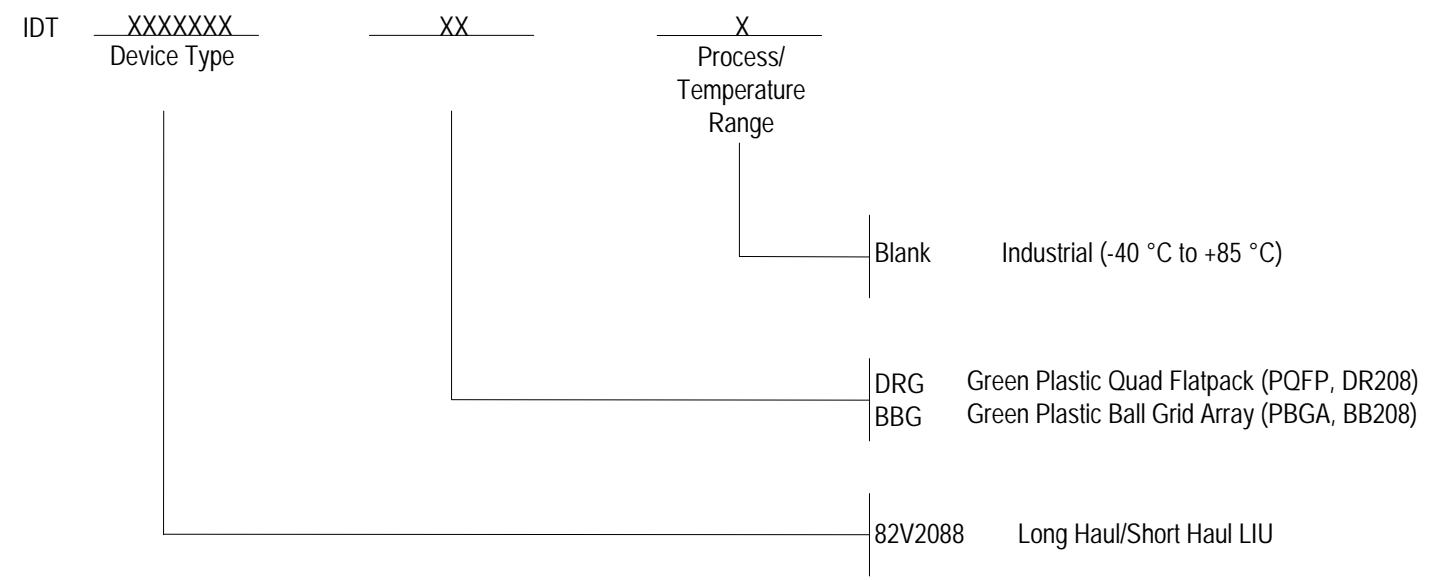 IDT XXXXXXX XX X
Device Type Process/
Temperature
Range
Blank Industrial (-40 °C to +85 °C)
DRG Green Plastic Quad Flatpack (PQFP, DR208)
BBG Green Plastic Ball Grid Array (PBGA, BB208)
82V2088 Long Haul/Short Haul LIU